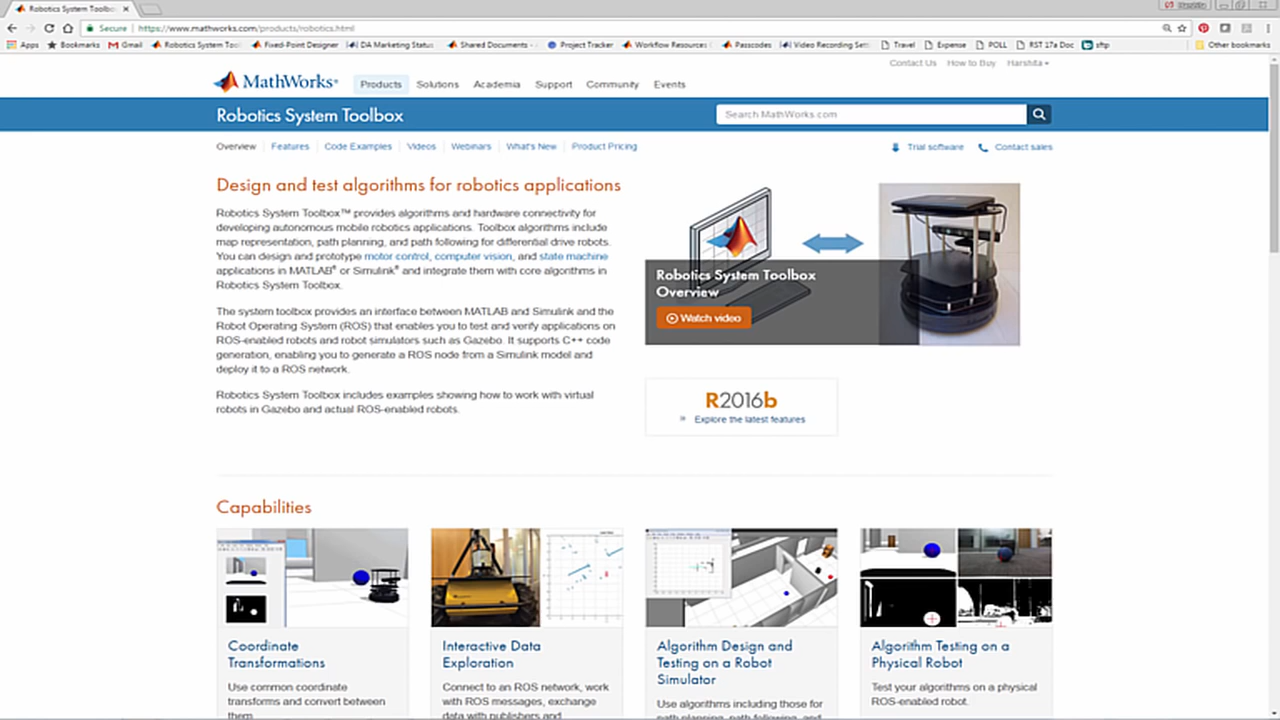 Robotics System Toolbox
Harshita
Secure https://www.mathworks.com/products/robotics.html
Apps Bookmarks Gmail Robotics System Too Fixed-Point Designer DA Marketing Status Shared Documents - Project Tracker Workflow Resources Passcodes Video Recording Sett Travel Expense POLL RST 17a Doc sftp Other bookmarks
Contact Us How to Buy Harshita
MathWorks® Products Solutions Academia Support Community Events
Robotics System Toolbox Search MathWorks.com
Overview Features Code Examples Videos Webinars What's New Product Pricing Trial software Contact sales
Design and test algorithms for robotics applications
Robotics System Toolbox™ provides algorithms and hardware connectivity for
developing autonomous mobile robotics applications. Toolbox algorithms include
map representation, path planning, and path following for differential drive robots.
You can design and prototype motor control, computer vision, and state machine
applications in MATLAB® or Simulink® and integrate them with core algorithms in
Robotics System Toolbox.
The system toolbox provides an interface between MATLAB and Simulink and the
Robot Operating System (ROS) that enables you to test and verify applications on
ROS-enabled robots and robot simulators such as Gazebo. It supports C++ code
generation, enabling you to generate a ROS node from a Simulink model and
deploy it to a ROS network.
Robotics System Toolbox includes examples showing how to work with virtual
robots in Gazebo and actual ROS-enabled robots.
Robotics System Toolbox
Overview
Watch video
R2016b
» Explore the latest features
Capabilities
Coordinate
Transformations
Use common coordinate
transforms and convert between
them
Interactive Data
Exploration
Connect to an ROS network, work
with ROS messages, exchange
data with publishers and
Algorithm Design and
Testing on a Robot
Simulator
Use algorithms including those for
path planning, path following, and
Algorithm Testing on a
Physical Robot
Test your algorithms on a physical
ROS-enabled robot.